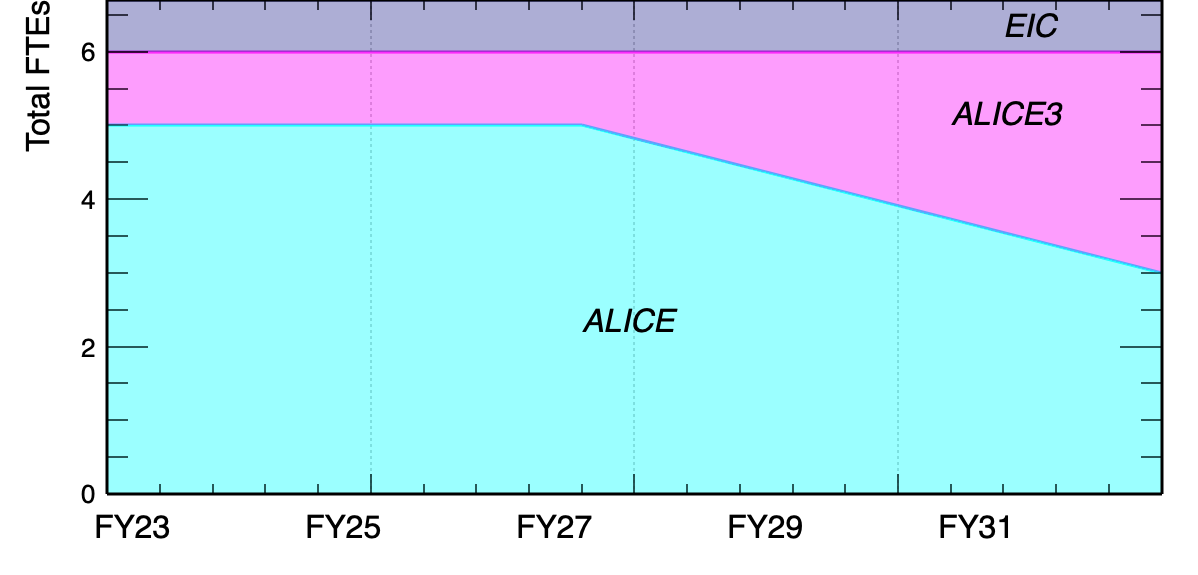 Total FTEs
EIC
6
ALICE3
4
ALICE
2
0
FY23 FY25 FY27 FY29 FY31